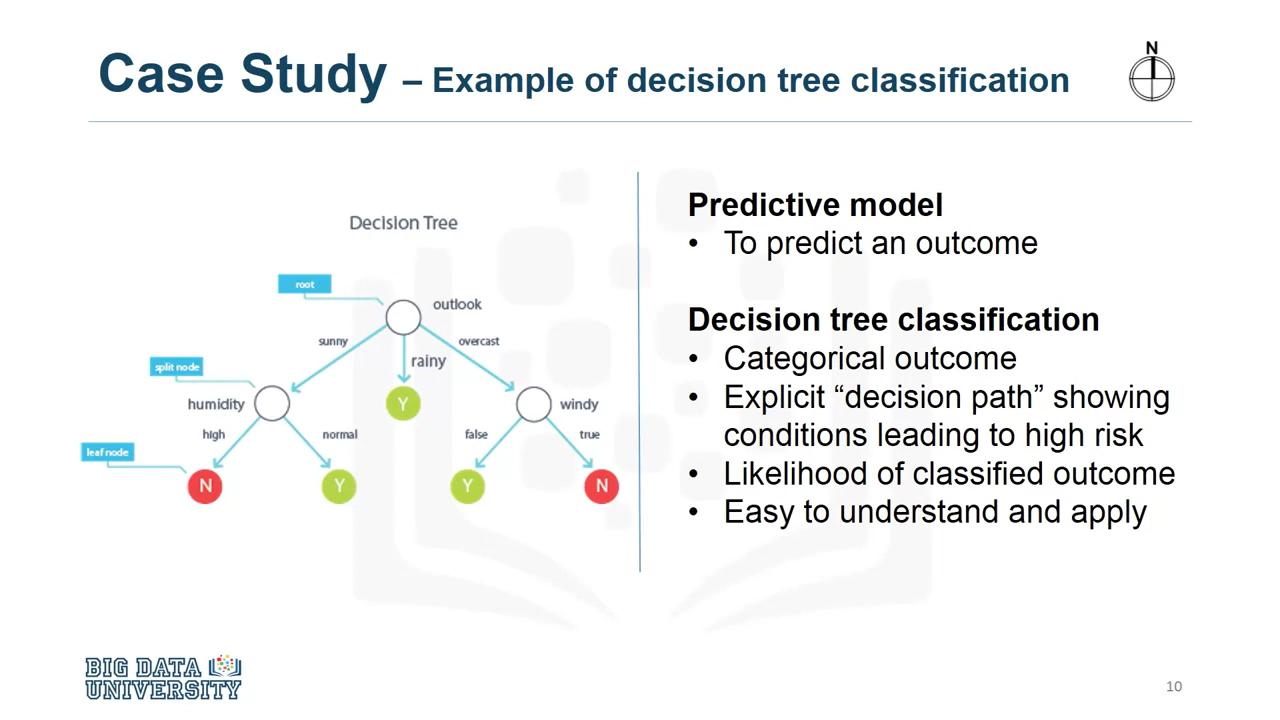 Case Study – Example of decision tree classification
N
Decision Tree
root
outlook
sunny
rainy
overcast
split node
humidity
Y
windy
high
normal
false
true
leaf node
N
Y
Y
N
Predictive model
• To predict an outcome
Decision tree classification
• Categorical outcome
• Explicit “decision path” showing
conditions leading to high risk
• Likelihood of classified outcome
• Easy to understand and apply
BIG DATA
UNIVERSITY
10